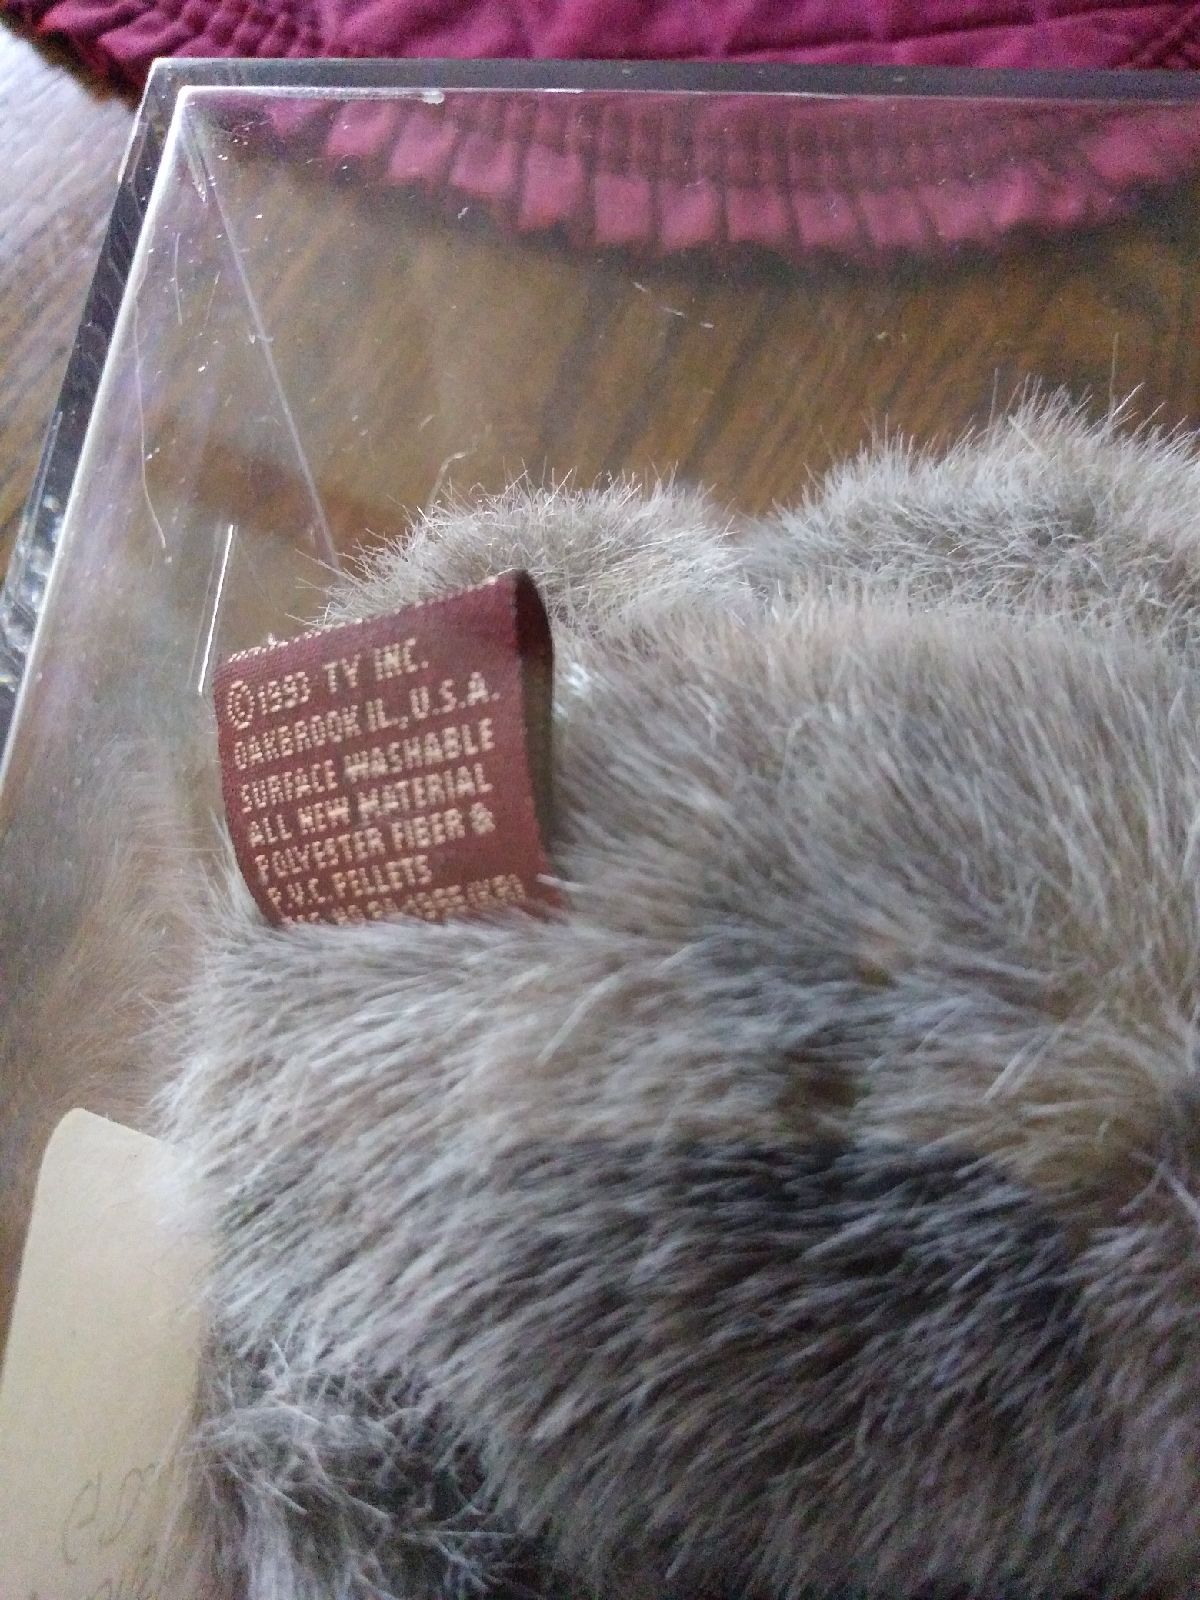 ©1993 TY INC.
OAKBROOK IL, U.S.A.
SURFACE WASHABLE
ALL NEW MATERIAL
POLYESTER FIBER &
P.V.C. PELLETS